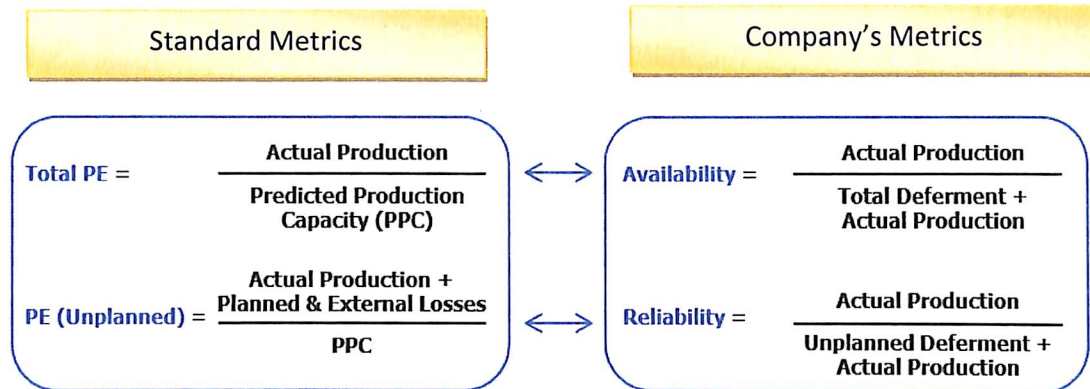 Standard Metrics
Company's Metrics
Total PE =
Actual Production
Predicted Production
Capacity (PPC)
Availability =
Actual Production
Total Deferment +
Actual Production
PE (Unplanned) =
Actual Production +
Planned & External Losses
PPC
Reliability =
Actual Production
Unplanned Deferment +
Actual Production